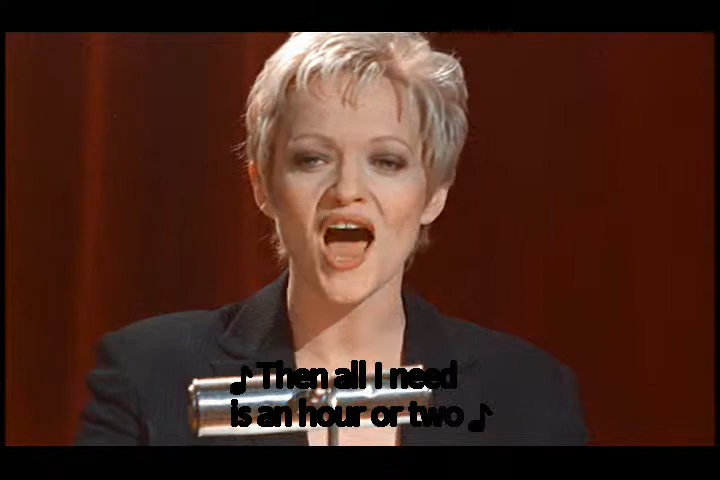 ♪ Then all I need
is an hour or two ♪